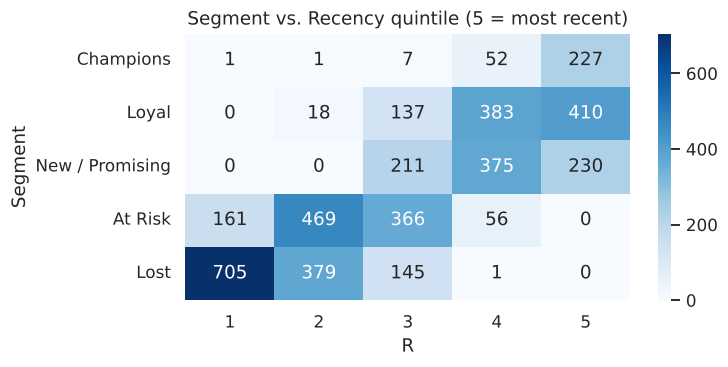 Segment vs. Recency quintile (5 = most recent)
Segment
Champions 1 1 7 52 227
Loyal 0 18 137 383 410
New / Promising 0 0 211 375 230
At Risk 161 469 366 56 0
Lost 705 379 145 1 0
1 2 3 4 5
R
600
400
200
0